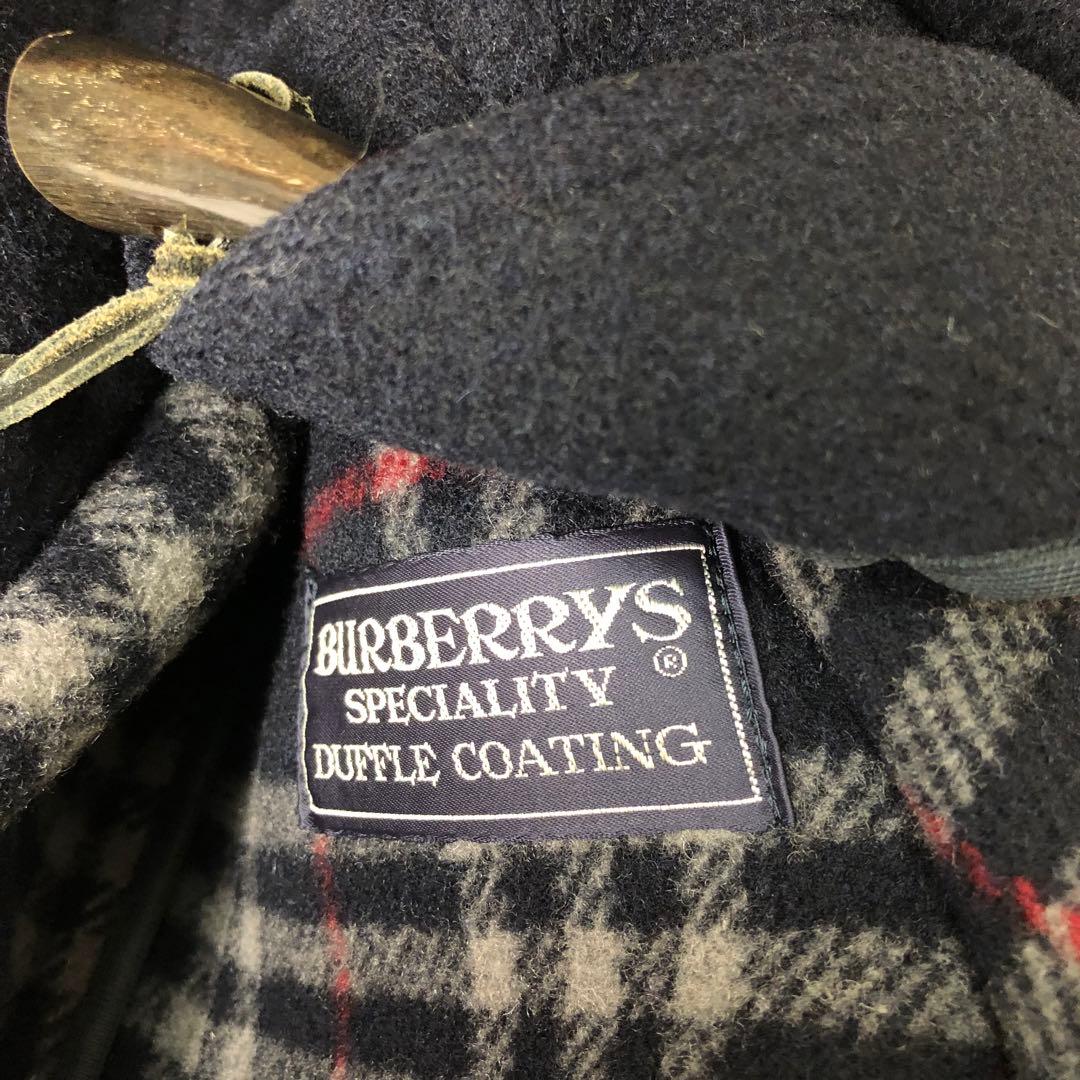 BURBERRYS
®
SPECIALITY
DUFFLE COATING